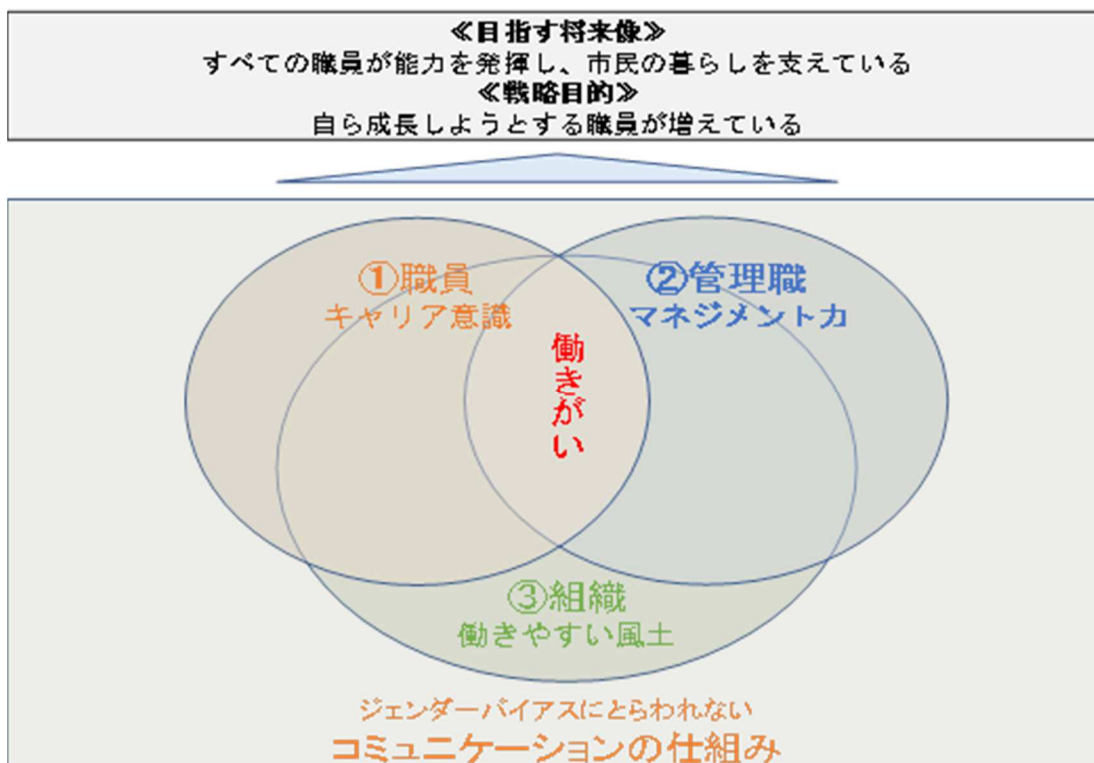 ≪目指す将来像≫
すべての職員が能力を発揮し、市民の暮らしを支えている
≪戦略目的≫
自ら成長しようとする職員が増えている
①職員
キャリア意識
②管理職
マネジメント力
働きがい
③組織
働きやすい風土
ジェンダーバイアスにとらわれない
コミュニケーションの仕組み